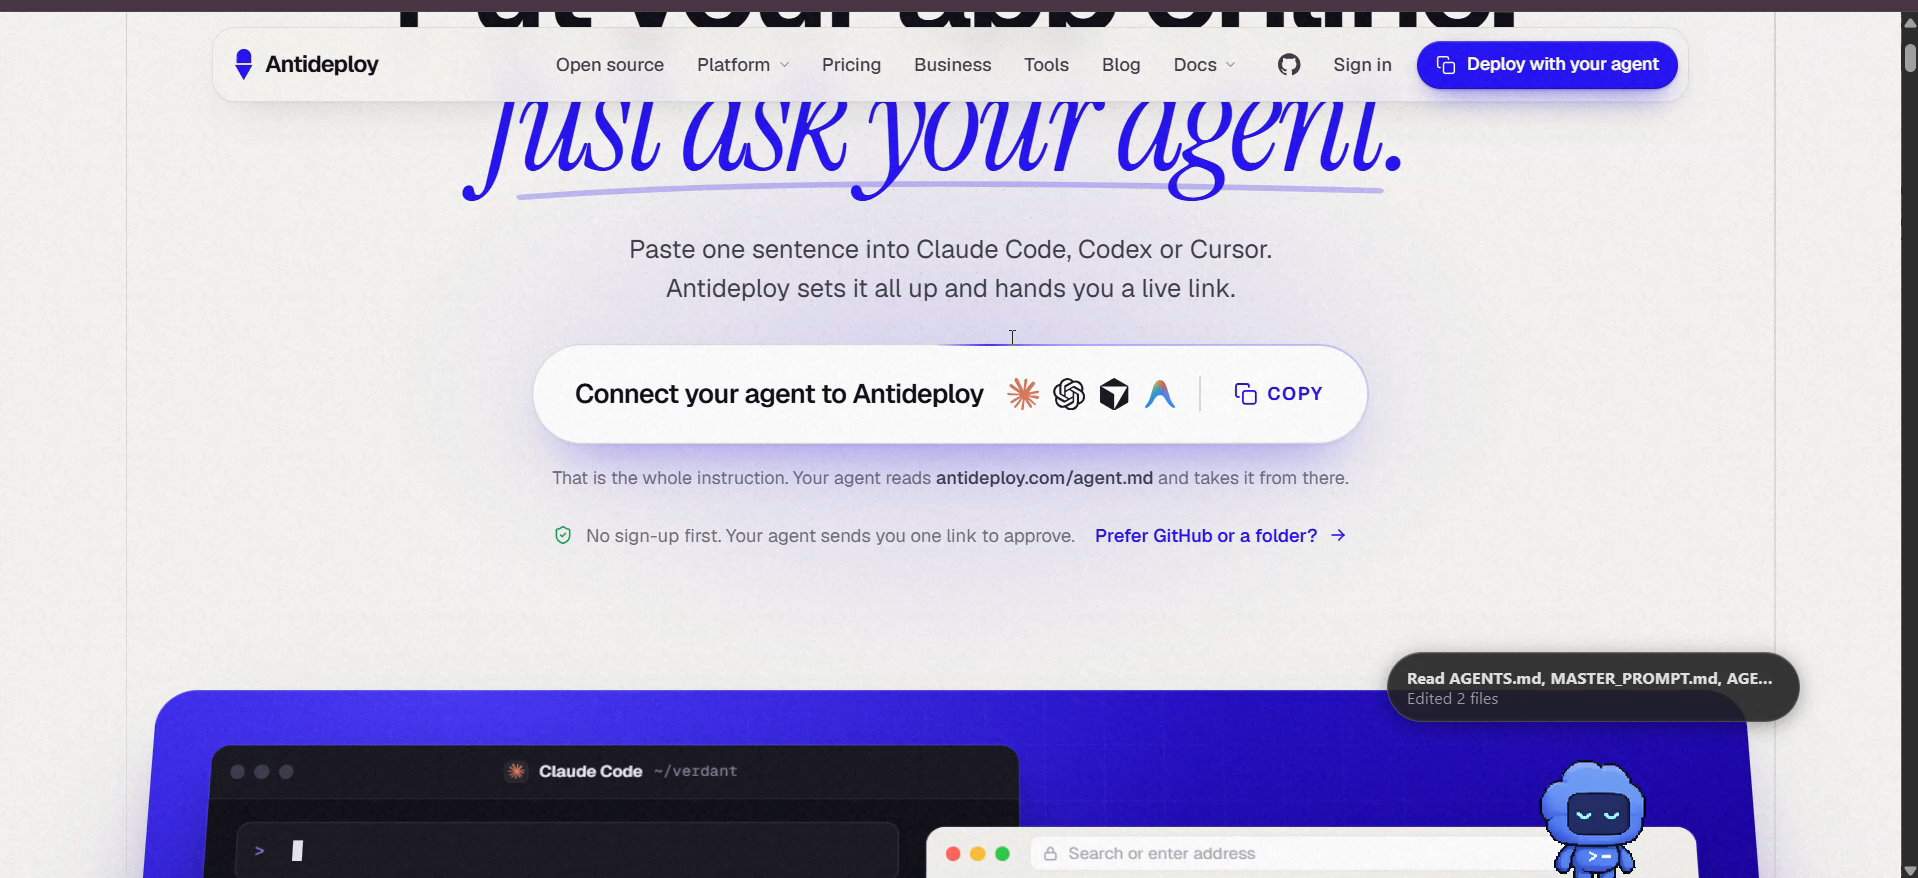 Put your app online.
Antideploy
Open source
Platform
Pricing
Business
Tools
Blog
Docs
Sign in
Deploy with your agent
Just ask your agent.
Paste one sentence into Claude Code, Codex or Cursor.
Antideploy sets it all up and hands you a live link.
Connect your agent to Antideploy
COPY
That is the whole instruction. Your agent reads antideploy.com/agent.md and takes it from there.
No sign-up first. Your agent sends you one link to approve.
Prefer GitHub or a folder? →
Read AGENTS.md, MASTER_PROMPT.md, AGE...
Edited 2 files
Claude Code ~/verdant
>
Search or enter address
>-